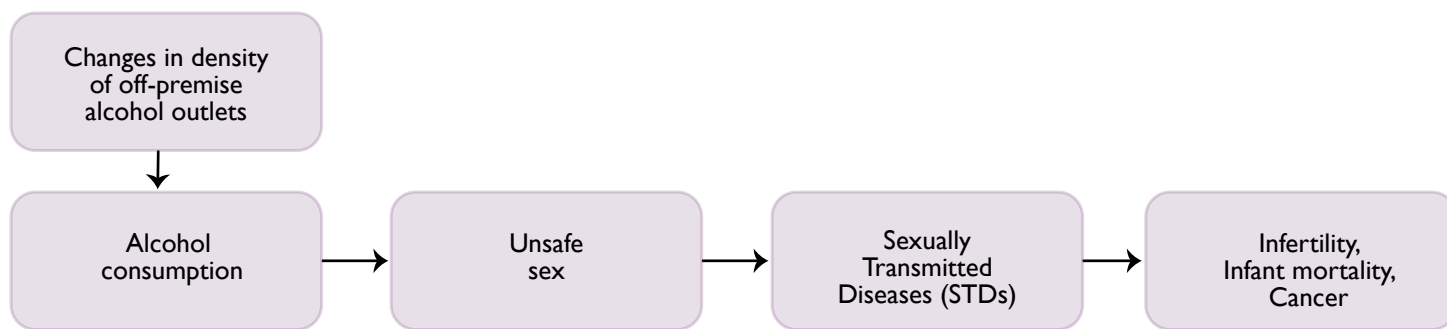 Changes in density
of off-premise
alcohol outlets
Alcohol
consumption
Unsafe
sex
Sexually
Transmitted
Diseases (STDs)
Infertility,
Infant mortality,
Cancer